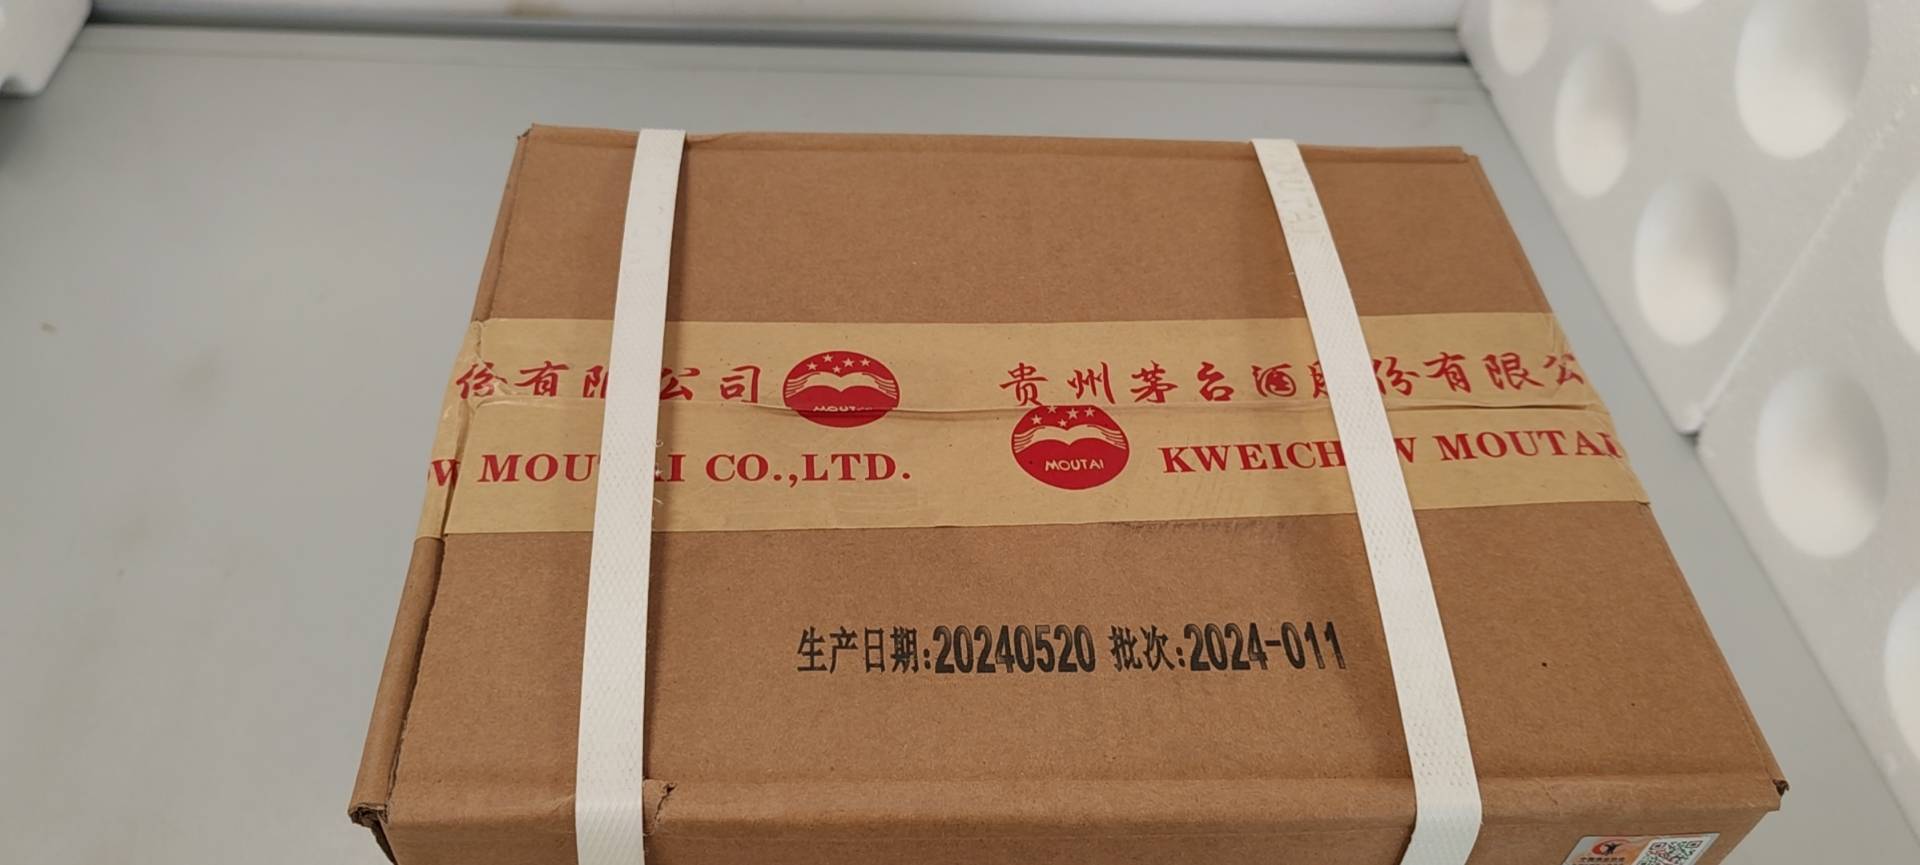 份有限公司
MOUTAI
贵州茅台酒股份有限公
MOUTAI CO.,LTD.
MOUTAI
KWEICHOW MOUTAI
生产日期:20240520 批次:2024-011